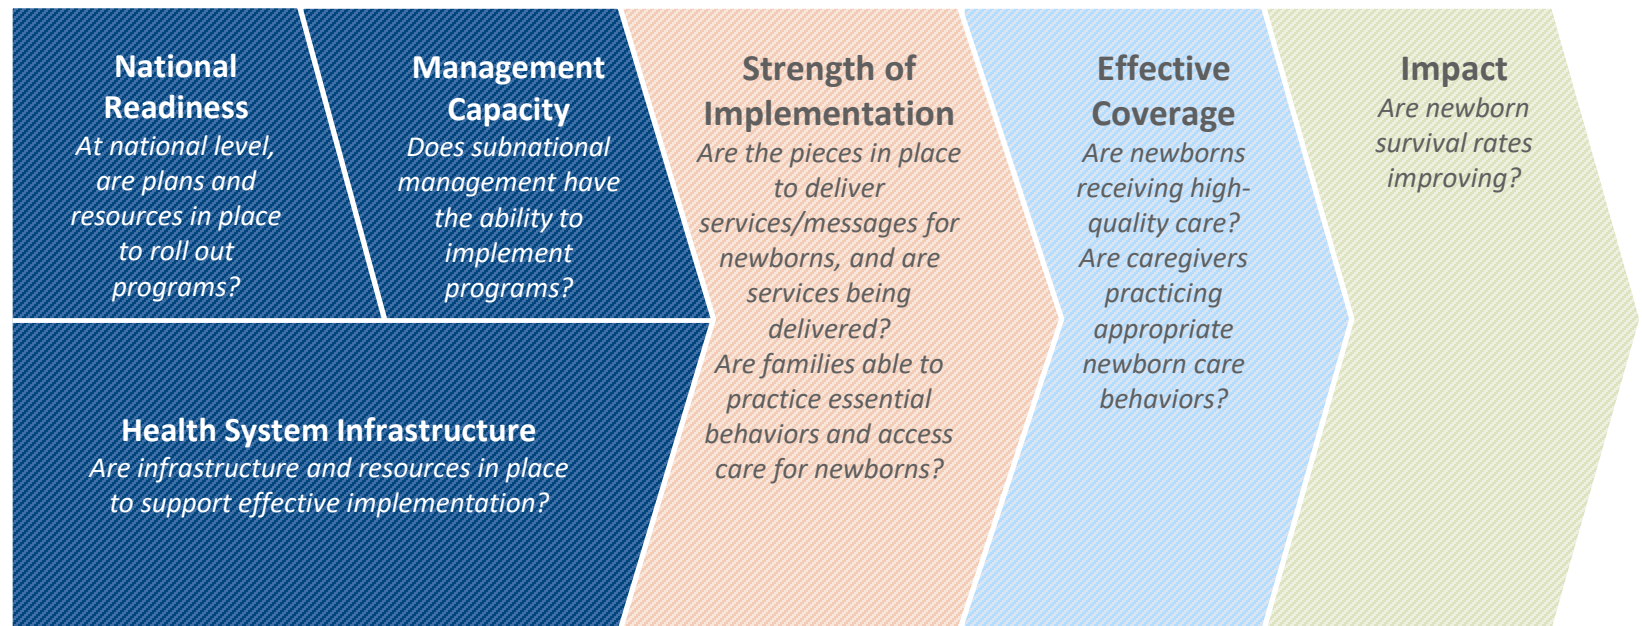 National
Readiness
At national level,
are plans and
resources in place
to roll out
programs?
Management
Capacity
Does subnational
management have
the ability to
implement
programs?
Health System Infrastructure
Are infrastructure and resources in place
to support effective implementation?
Strength of
Implementation
Are the pieces in place
to deliver
services/messages for
newborns, and are
services being
delivered?
Are families able to
practice essential
behaviors and access
care for newborns?
Effective
Coverage
Are newborns
receiving high-
quality care?
Are caregivers
practicing
appropriate
newborn care
behaviors?
Impact
Are newborn
survival rates
improving?